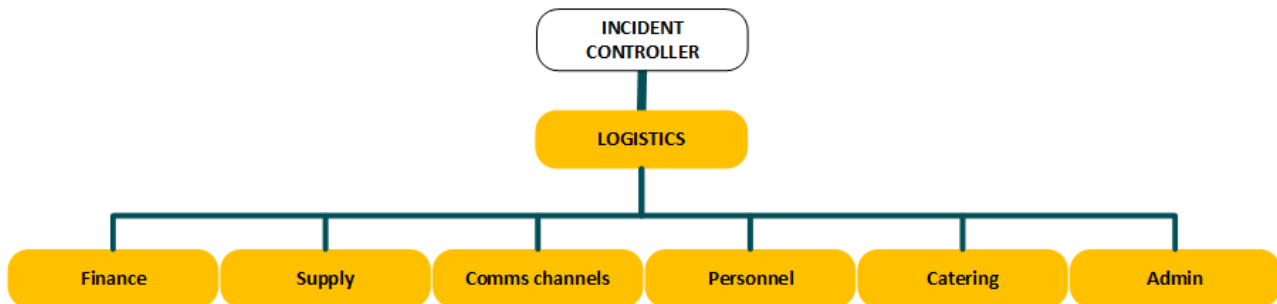 INCIDENT
CONTROLLER
LOGISTICS
Finance
Supply
Comms channels
Personnel
Catering
Admin